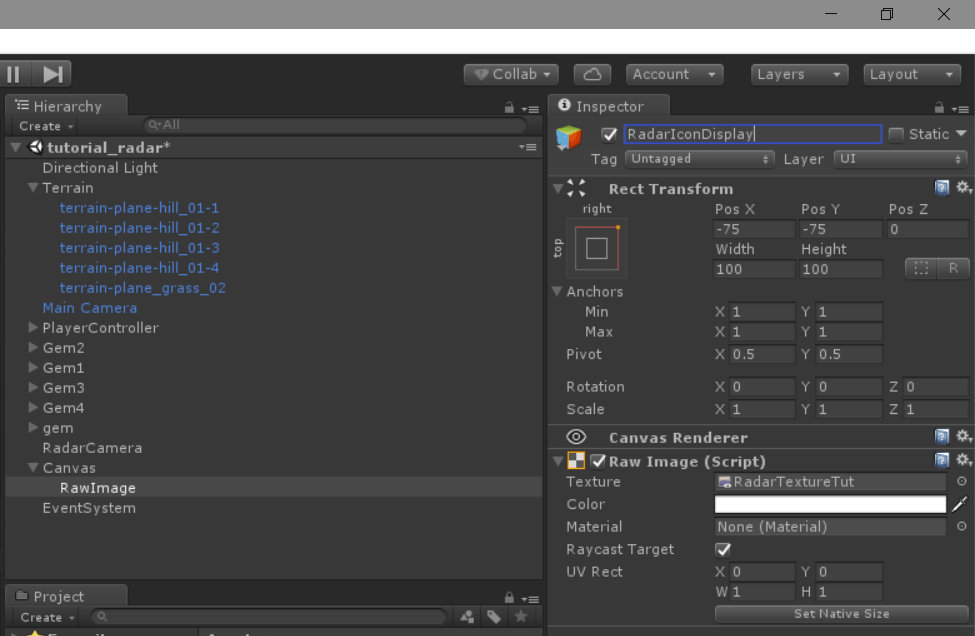 Collab Account Layers Layout
Hierarchy
Create All
tutorial_radar*
Directional Light
Terrain
terrain-plane-hill_01-1
terrain-plane-hill_01-2
terrain-plane-hill_01-3
terrain-plane-hill_01-4
terrain-plane_grass_02
Main Camera
PlayerController
Gem2
Gem1
Gem3
Gem4
gem
RadarCamera
Canvas
RawImage
EventSystem
Project
Create
Inspector
RadarIconDisplay Static
Tag Untagged Layer UI
Rect Transform
right Pos X Pos Y Pos Z
top -75 -75 0
Width Height
100 100 R
Anchors
Min X 1 Y 1
Max X 1 Y 1
Pivot X 0.5 Y 0.5
Rotation X 0 Y 0 Z 0
Scale X 1 Y 1 Z 1
Canvas Renderer
Raw Image (Script)
Texture RadarTextureTut
Color
Material None (Material)
Raycast Target
UV Rect X 0 Y 0
W 1 H 1
Set Native Size